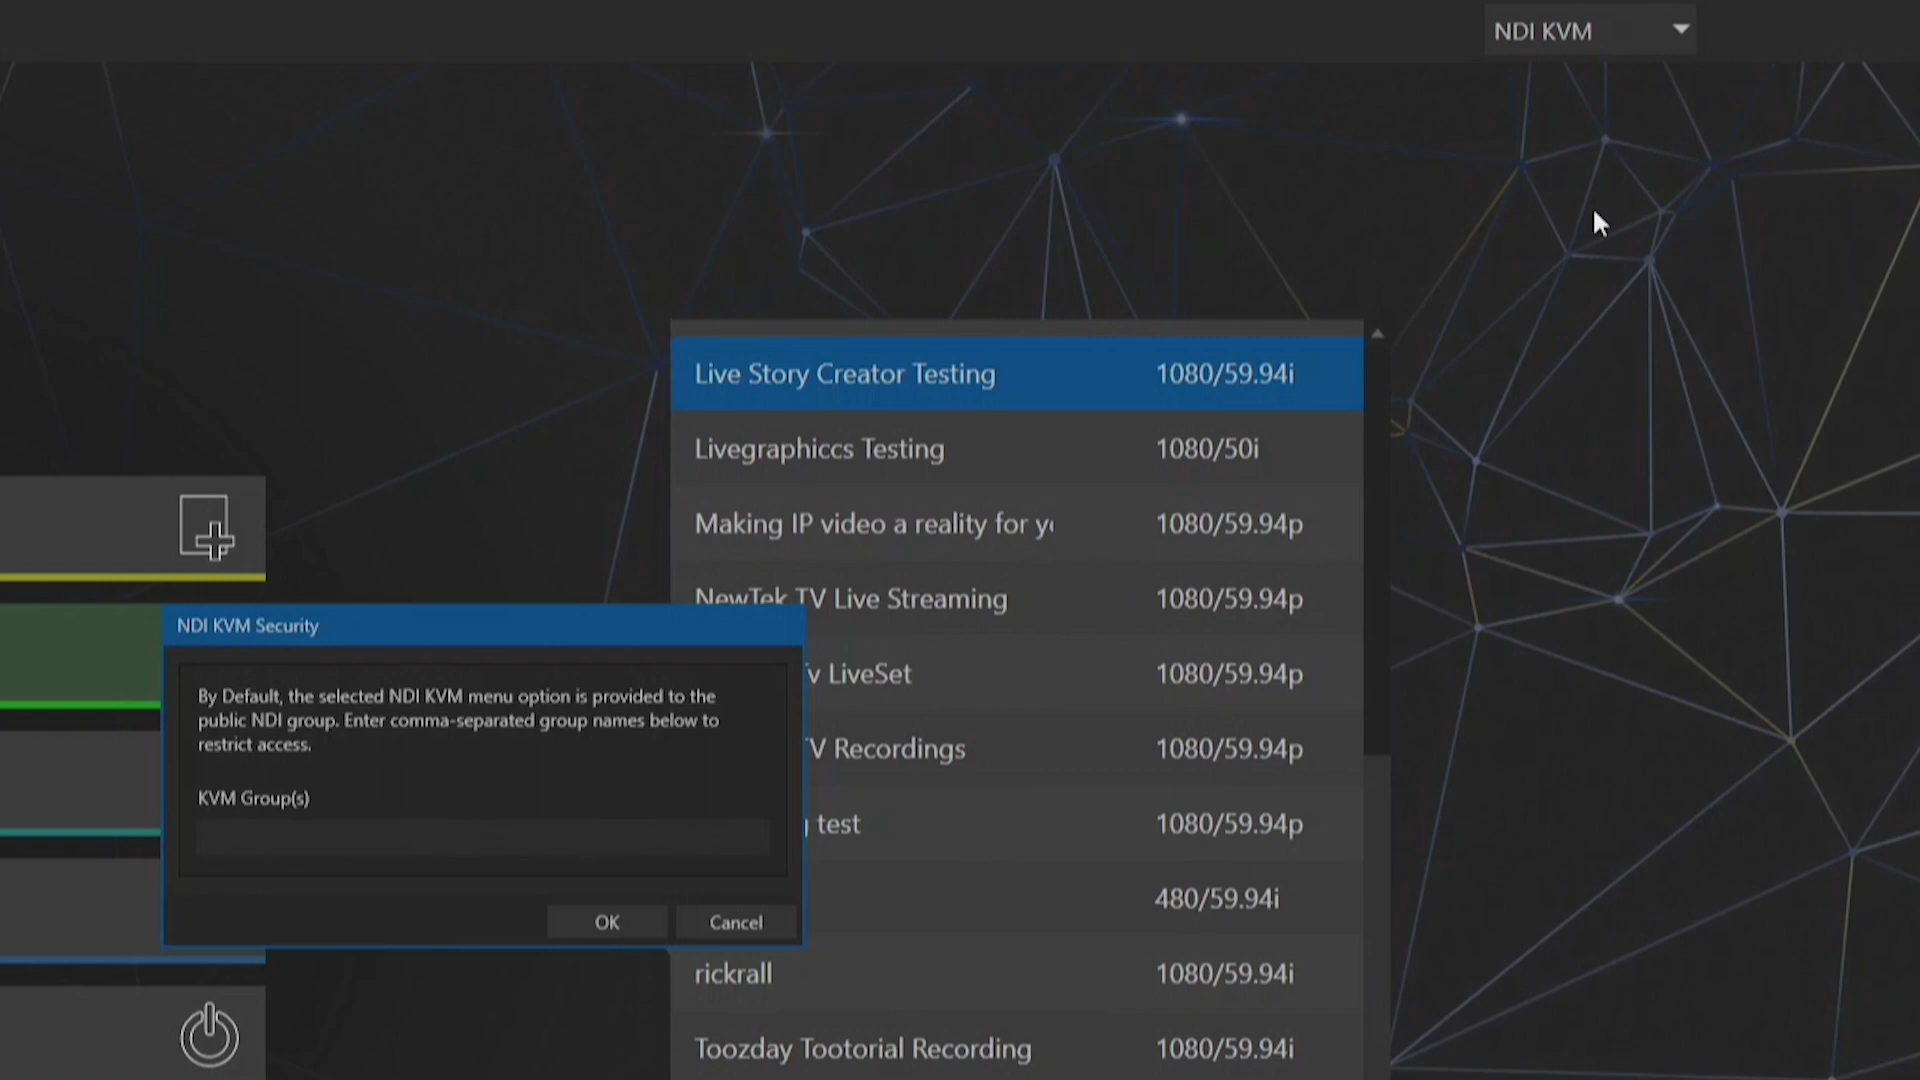 NDI KVM
Live Story Creator Testing 1080/59.94i
Livegraphiccs Testing 1080/50i
Making IP video a reality for 1080/59.94p
NewTek TV Live Streaming 1080/59.94p
LiveSet 1080/59.94p
Recordings 1080/59.94p
test 1080/59.94p
480/59.94i
rickrall 1080/59.94i
Toozday Tootorial Recording 1080/59.94i
NDI KVM Security
By Default, the selected NDI KVM menu option is provided to the
public NDI group. Enter comma-separated group names below to
restrict access.
KVM Group(s)
OK Cancel